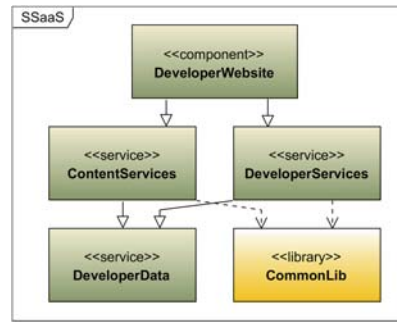 SSaaS
<<component>>
DeveloperWebsite
<<service>>
ContentServices
<<service>>
DeveloperServices
<<service>>
DeveloperData
<<library>>
CommonLib